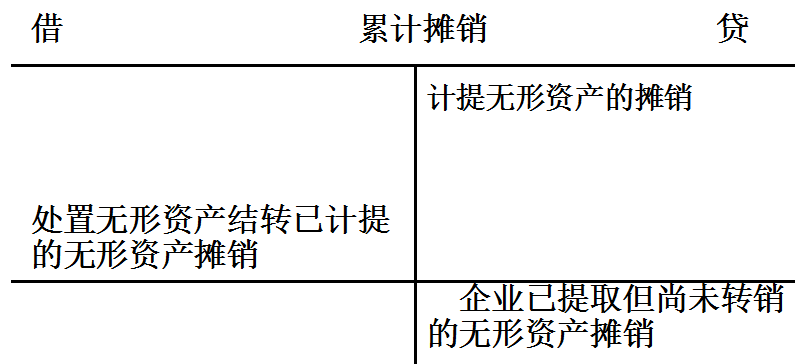 借 累计摊销 贷
计提无形资产的摊销
处置无形资产结转已计提
的无形资产摊销
企业已提取但尚未转销
的无形资产摊销